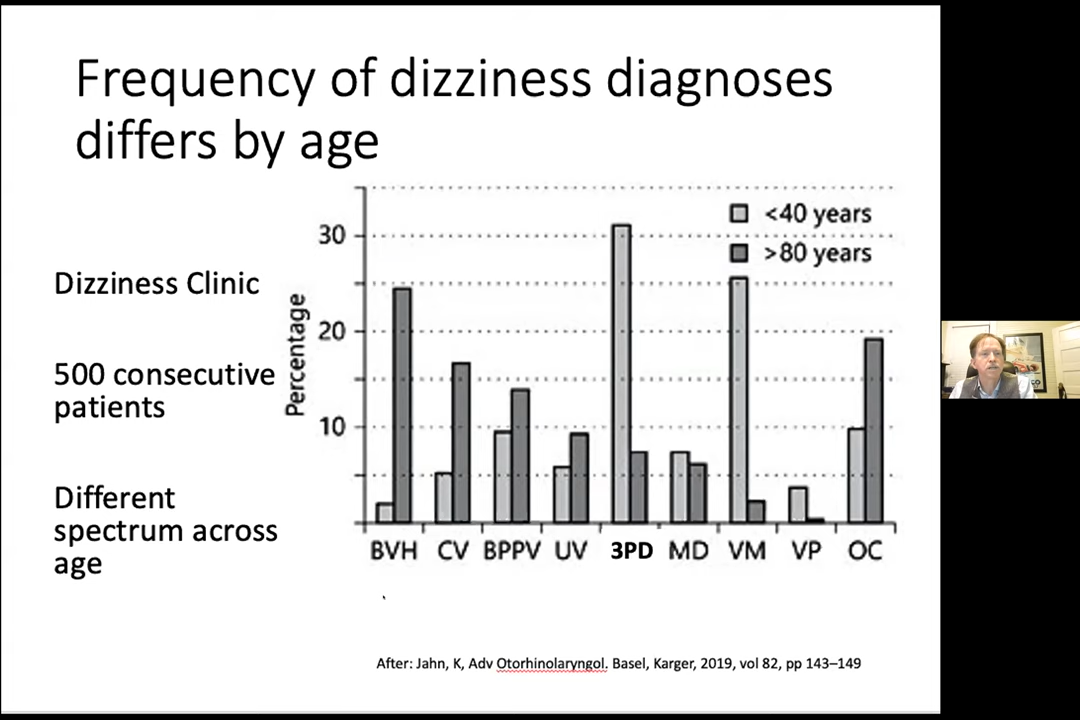 Frequency of dizziness diagnoses
differs by age
Dizziness Clinic
500 consecutive
patients
Different
spectrum across
age
Percentage
30
20
10
<40 years
>80 years
BVH CV BPPV UV 3PD MD VM VP OC
After: Jahn, K, Adv Otorhinolaryngol. Basel, Karger, 2019, vol 82, pp 143–149